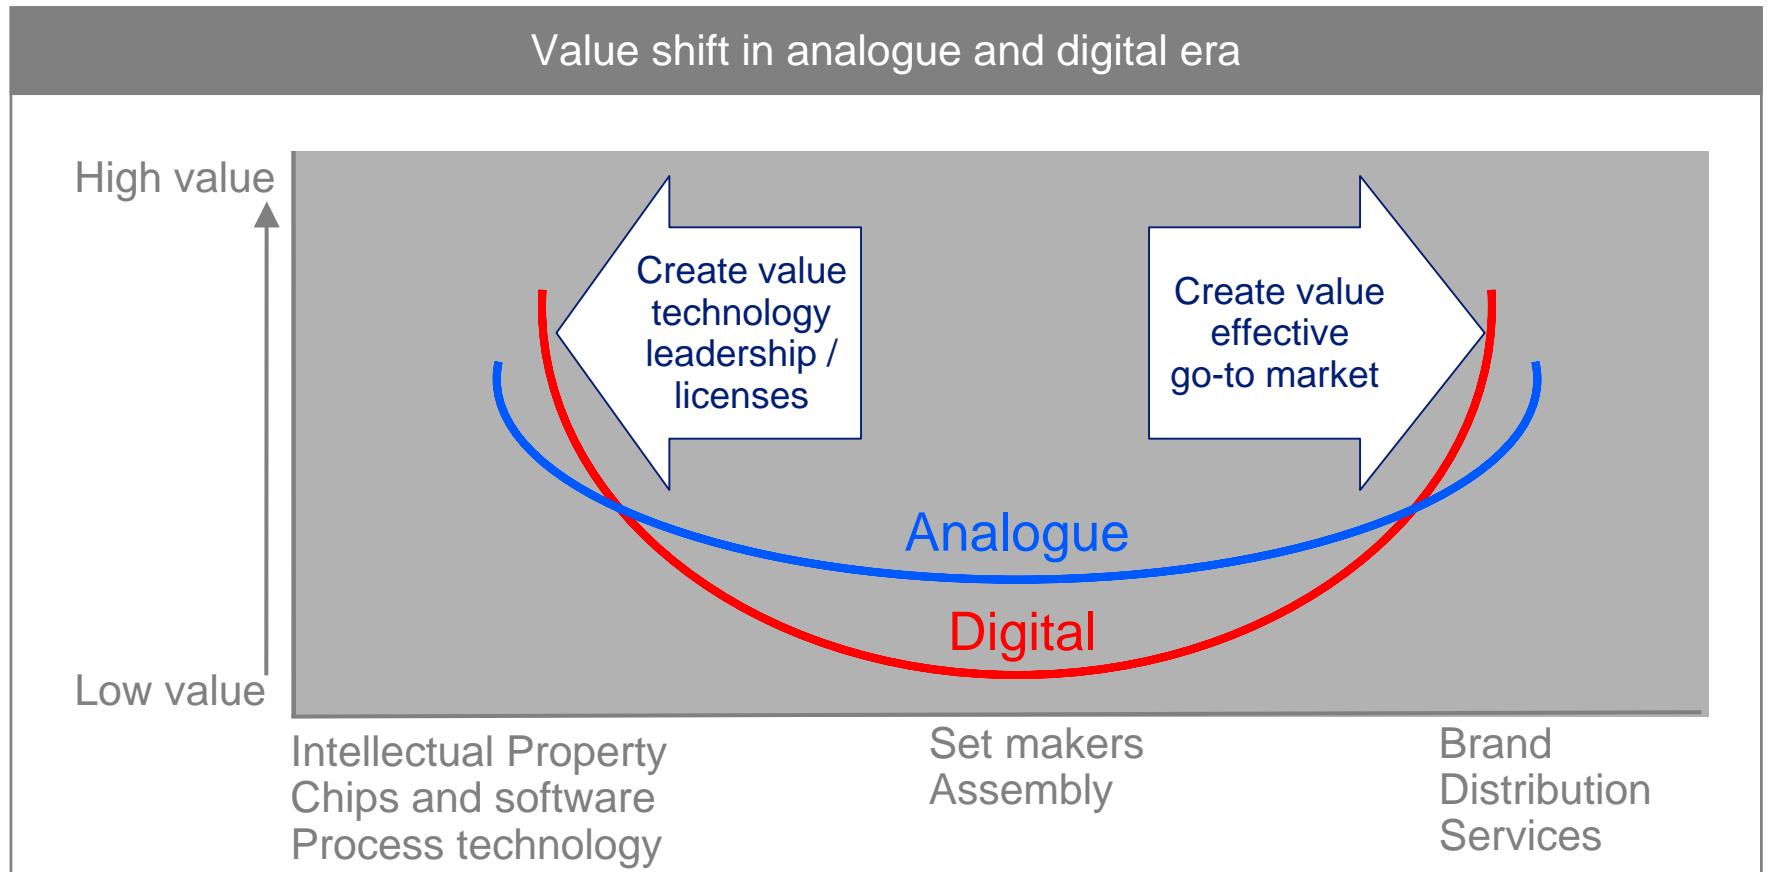 Value shift in analogue and digital era
High value
Create value
technology
leadership /
licenses
Create value
effective
go-to market
Analogue
Digital
Low value
Intellectual Property
Chips and software
Process technology
Set makers
Assembly
Brand
Distribution
Services